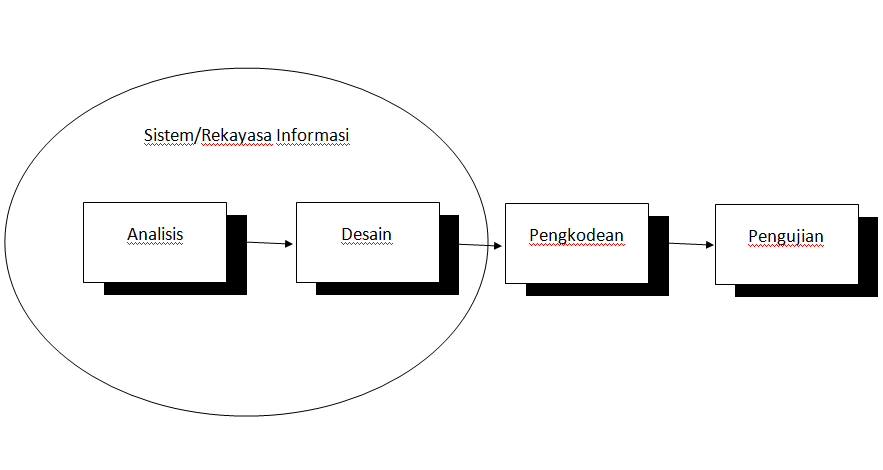 Sistem/Rekayasa Informasi
Analisis
Desain
Pengkodean
Pengujian